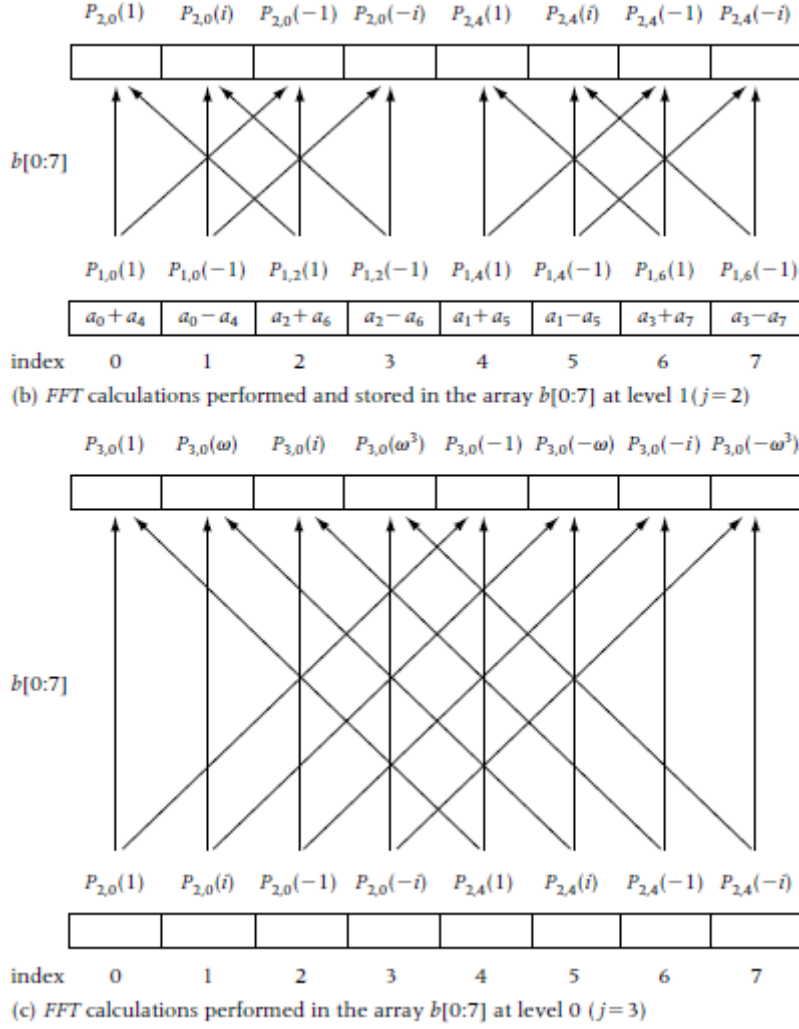 P₂,₀(1) P₂,₀(i) P₂,₀(−1) P₂,₀(−i) P₂,₄(1) P₂,₄(i) P₂,₄(−1) P₂,₄(−i)
b[0:7]
P₁,₀(1) P₁,₀(−1) P₁,₂(1) P₁,₂(−1) P₁,₄(1) P₁,₄(−1) P₁,₆(1) P₁,₆(−1)
a₀+a₄ a₀−a₄ a₂+a₆ a₂−a₆ a₁+a₅ a₁−a₅ a₃+a₇ a₃−a₇
index 0 1 2 3 4 5 6 7
(b) FFT calculations performed and stored in the array b[0:7] at level 1(j=2)
P₃,₀(1) P₃,₀(ω) P₃,₀(i) P₃,₀(ω³) P₃,₀(−1) P₃,₀(−ω) P₃,₀(−i) P₃,₀(−ω³)
b[0:7]
P₂,₀(1) P₂,₀(i) P₂,₀(−1) P₂,₀(−i) P₂,₄(1) P₂,₄(i) P₂,₄(−1) P₂,₄(−i)
index 0 1 2 3 4 5 6 7
(c) FFT calculations performed in the array b[0:7] at level 0 (j=3)